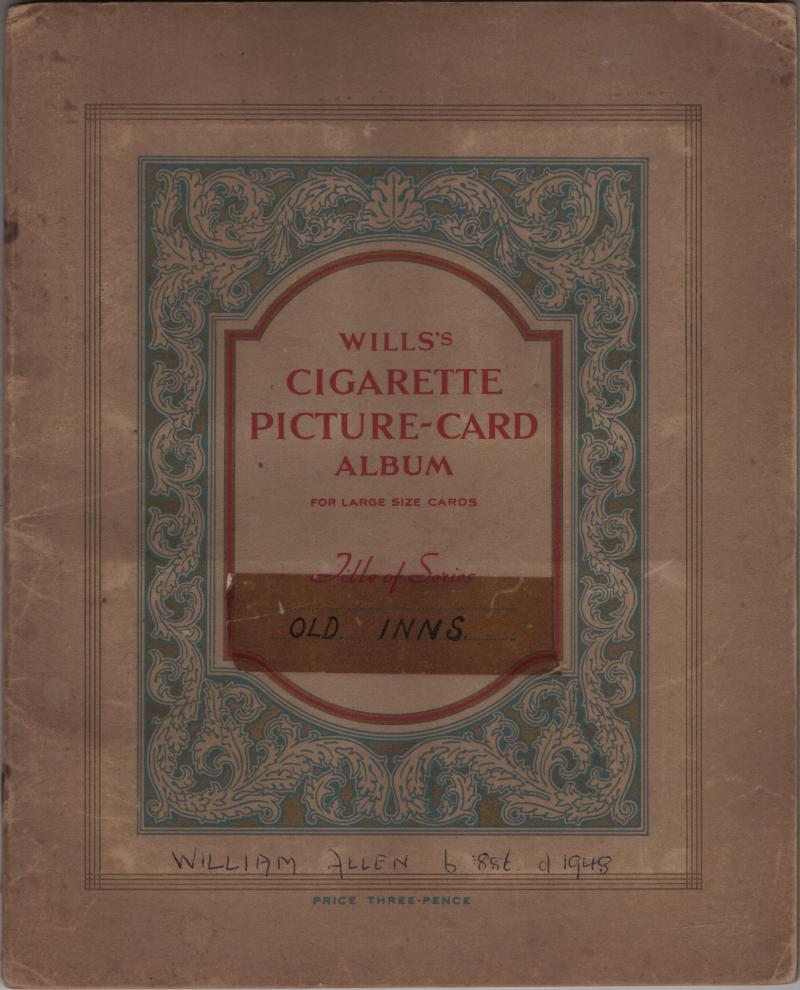 WILLS'S
CIGARETTE
PICTURE-CARD
ALBUM
FOR LARGE SIZE CARDS
Title of Series
OLD. INNS.
WILLIAM ALLEN b d 1948
PRICE THREE-PENCE